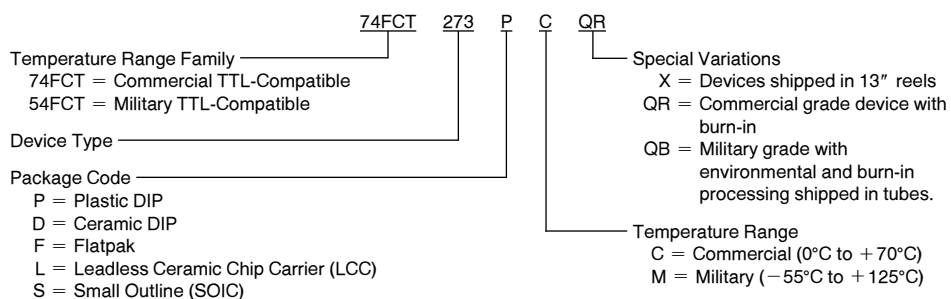 74FCT 273 P C QR
Temperature Range Family
74FCT = Commercial TTL-Compatible
54FCT = Military TTL-Compatible
Device Type
Package Code
P = Plastic DIP
D = Ceramic DIP
F = Flatpak
L = Leadless Ceramic Chip Carrier (LCC)
S = Small Outline (SOIC)
Special Variations
X = Devices shipped in 13″ reels
QR = Commercial grade device with
burn-in
QB = Military grade with
environmental and burn-in
processing shipped in tubes.
Temperature Range
C = Commercial (0°C to +70°C)
M = Military (−55°C to +125°C)